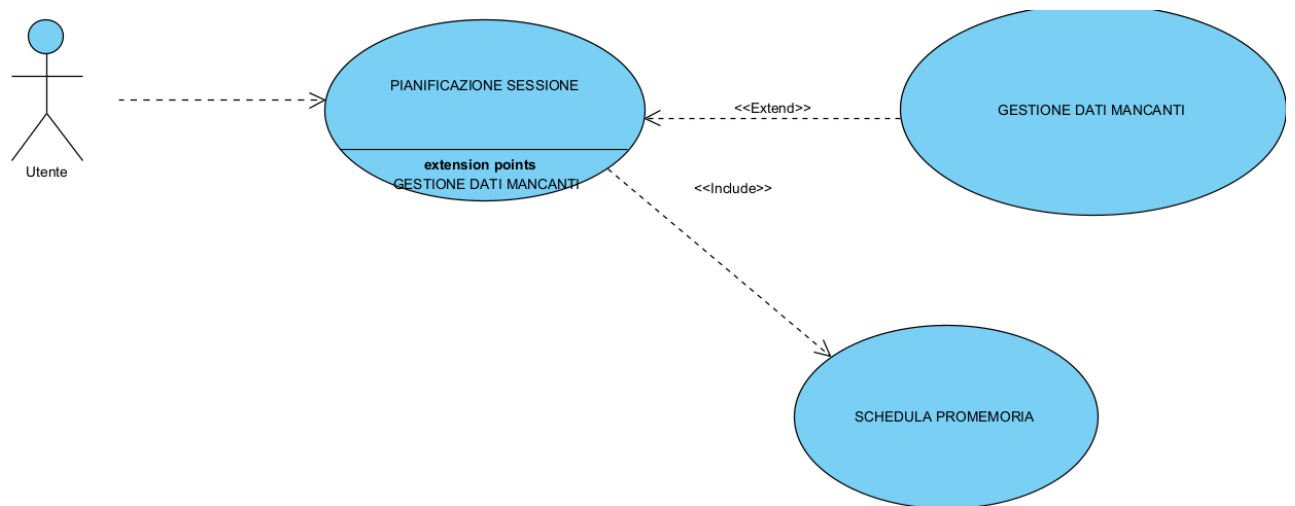 Utente
PIANIFICAZIONE SESSIONE
extension points
GESTIONE DATI MANCANTI
<<Extend>>
GESTIONE DATI MANCANTI
<<Include>>
SCHEDULA PROMEMORIA